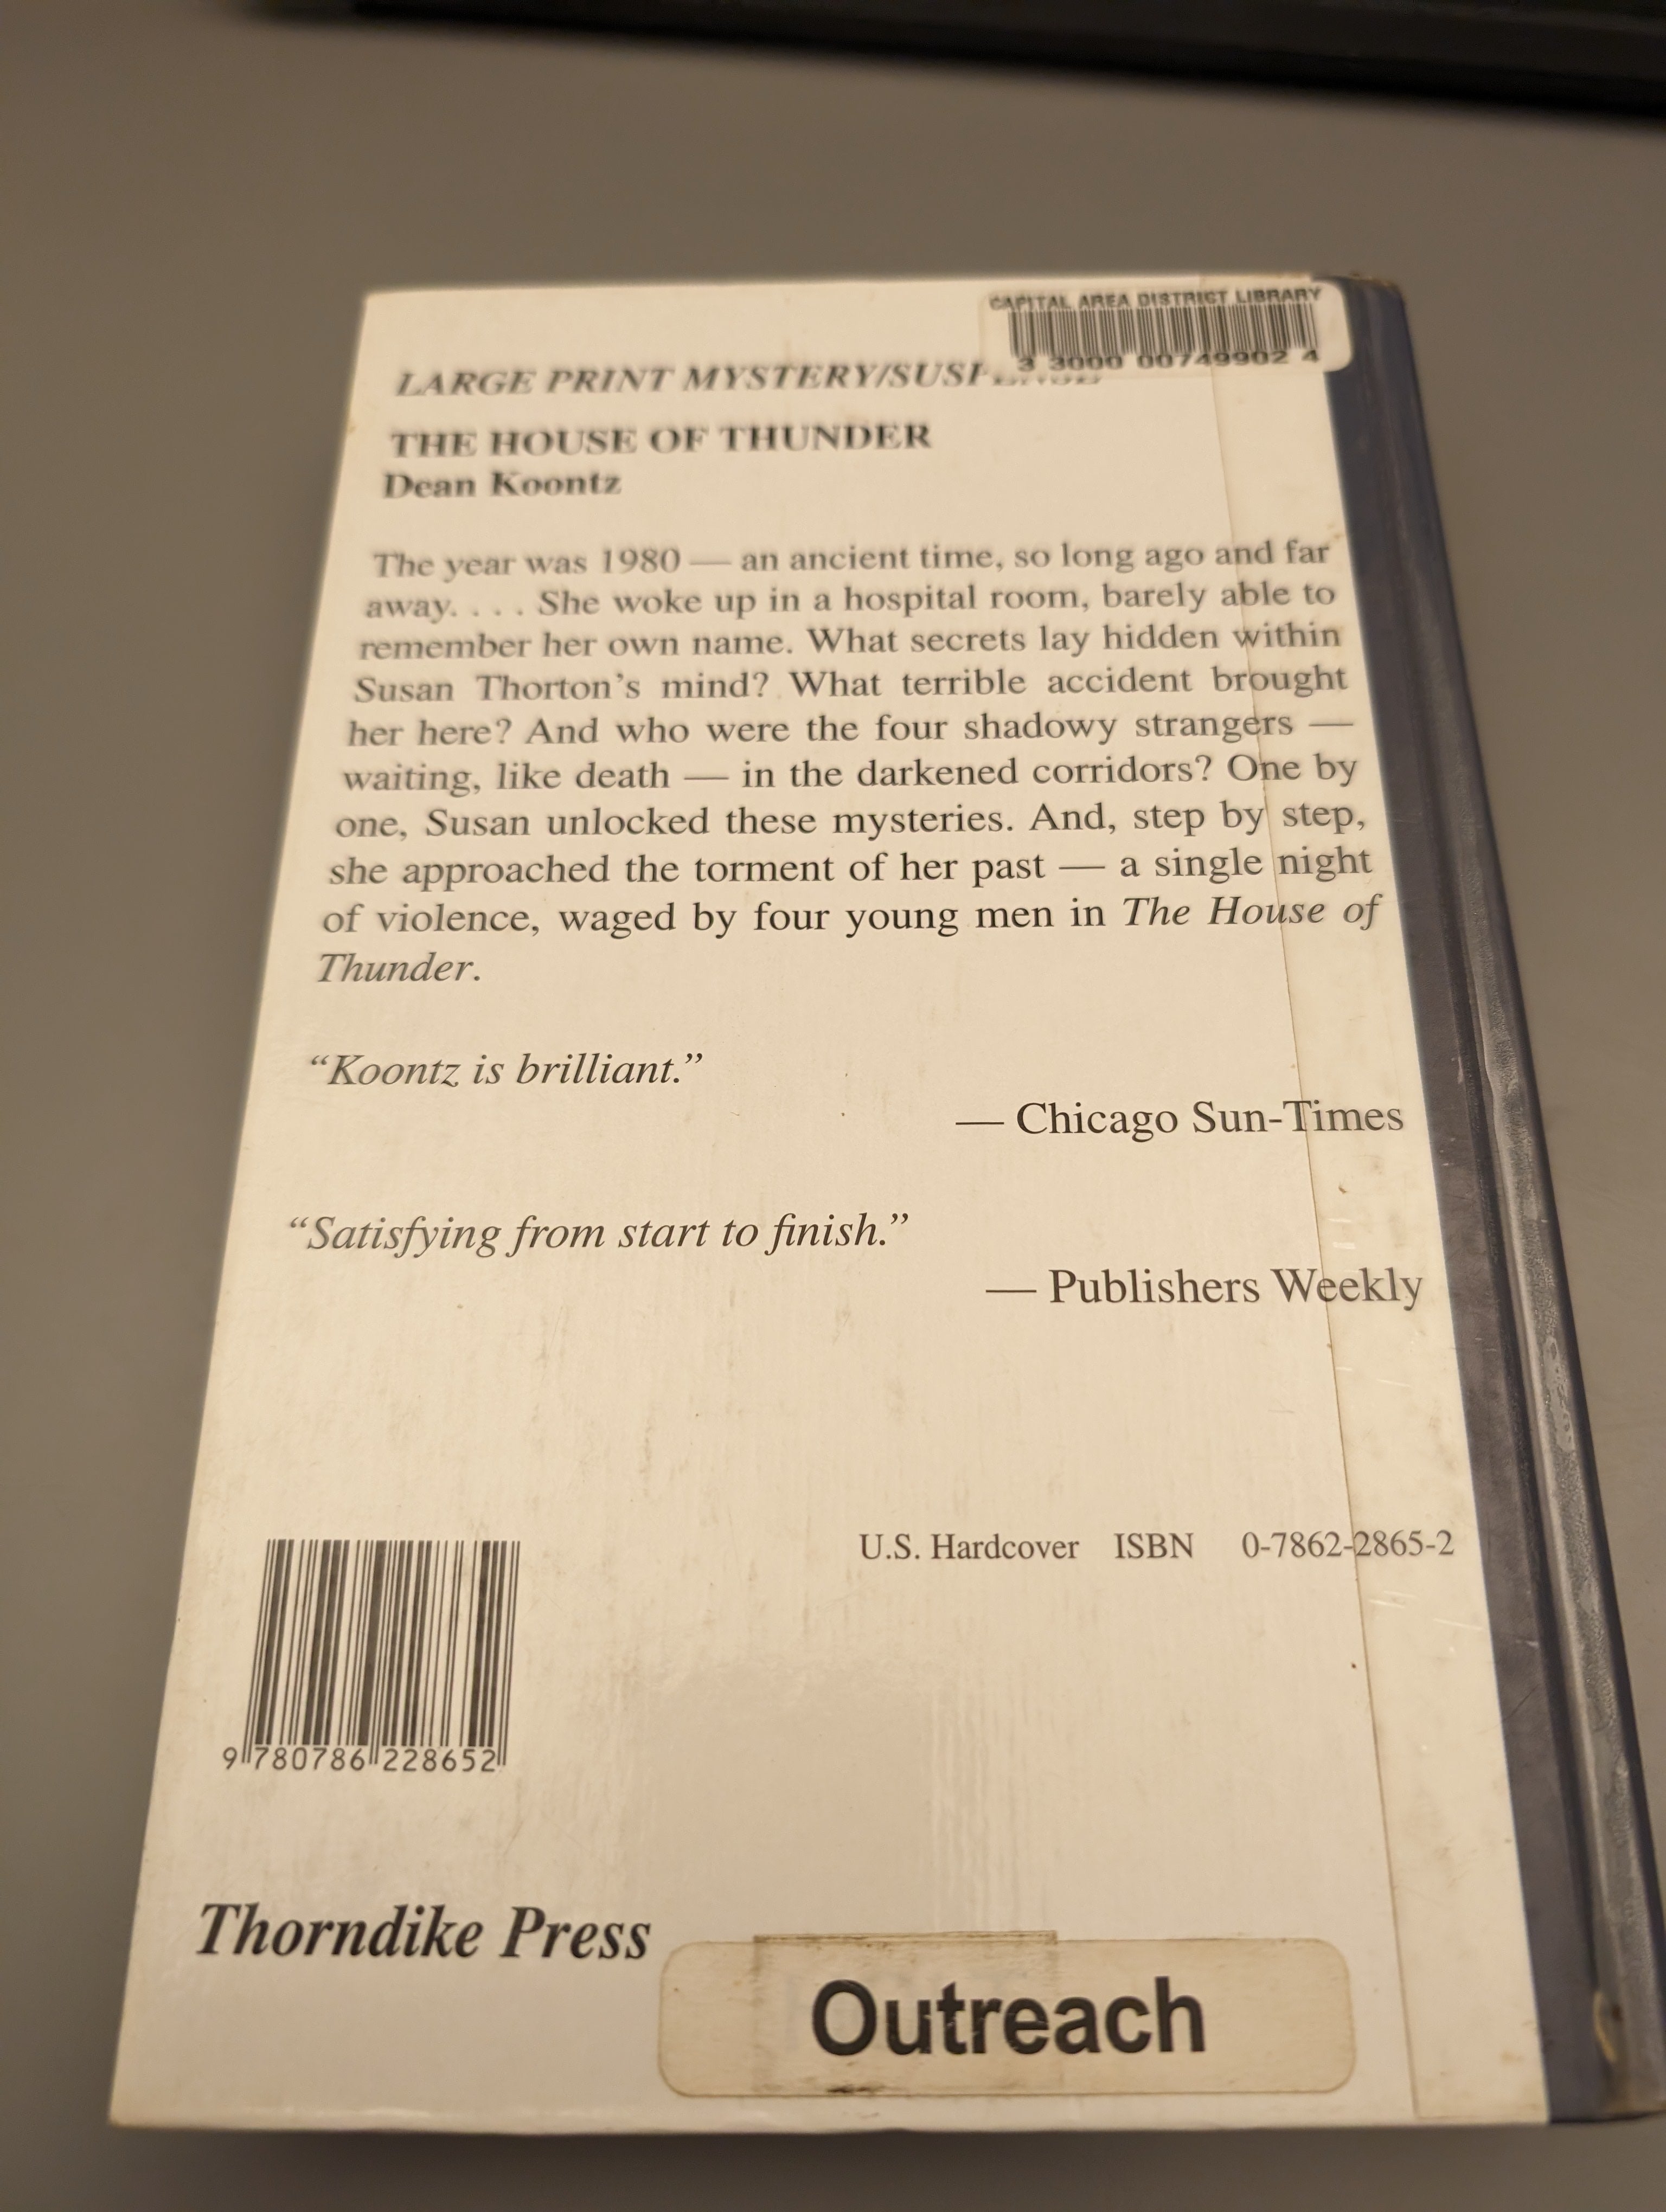 CAPITAL AREA DISTRICT LIBRARY
3 3000 00749902 4
LARGE PRINT MYSTERY/SUSPENSE
THE HOUSE OF THUNDER
Dean Koontz
The year was 1980 — an ancient time, so long ago and far
away. . . . She woke up in a hospital room, barely able to
remember her own name. What secrets lay hidden within
Susan Thorton’s mind? What terrible accident brought
her here? And who were the four shadowy strangers —
waiting, like death — in the darkened corridors? One by
one, Susan unlocked these mysteries. And, step by step,
she approached the torment of her past — a single night
of violence, waged by four young men in The House of
Thunder.
“Koontz is brilliant.”
— Chicago Sun-Times
“Satisfying from start to finish.”
— Publishers Weekly
U.S. Hardcover ISBN 0-7862-2865-2
9 780786 228652
Thorndike Press
Outreach